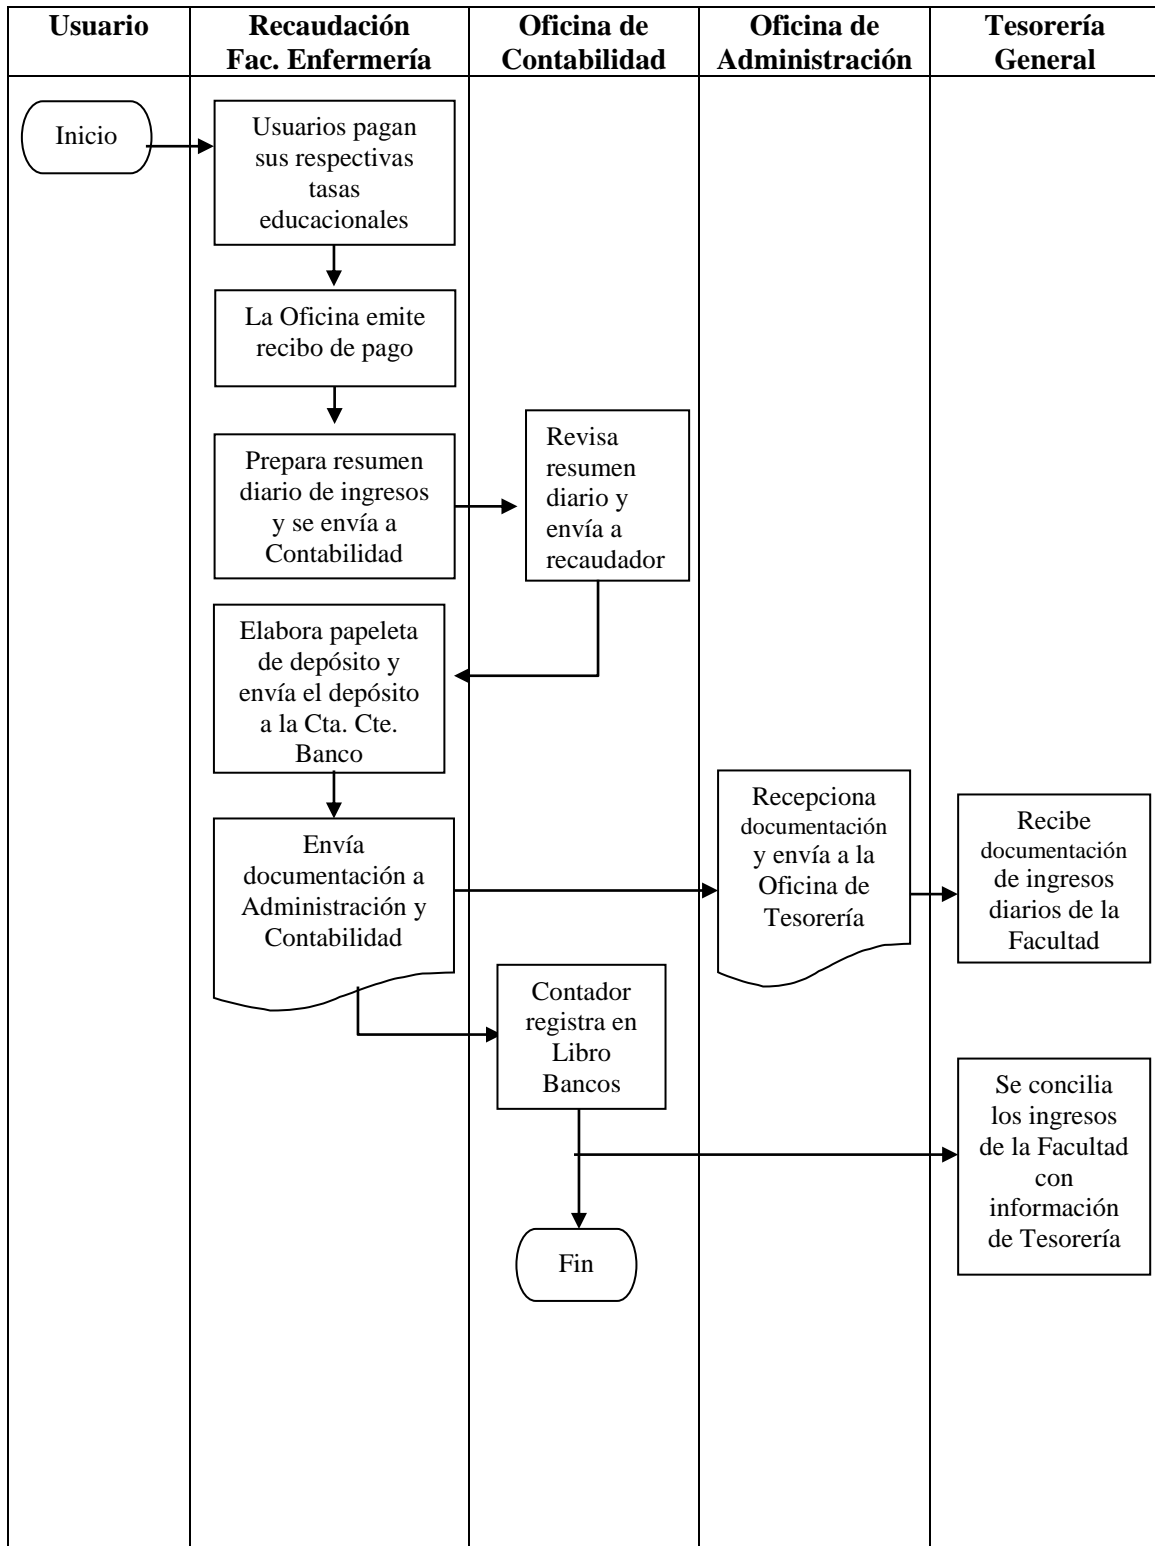 Usuario
Recaudación
Fac. Enfermería
Oficina de
Contabilidad
Oficina de
Administración
Tesorería
General
Inicio
Usuarios pagan
sus respectivas
tasas
educacionales
La Oficina emite
recibo de pago
Prepara resumen
diario de ingresos
y se envía a
Contabilidad
Revisa
resumen
diario y
envía a
recaudador
Elabora papeleta
de depósito y
envía el depósito
a la Cta. Cte.
Banco
Envía
documentación a
Administración y
Contabilidad
Recepciona
documentación
y envía a la
Oficina de
Tesorería
Recibe
documentación
de ingresos
diarios de la
Facultad
Contador
registra en
Libro
Bancos
Se concilia
los ingresos
de la Facultad
con
información
de Tesorería
Fin